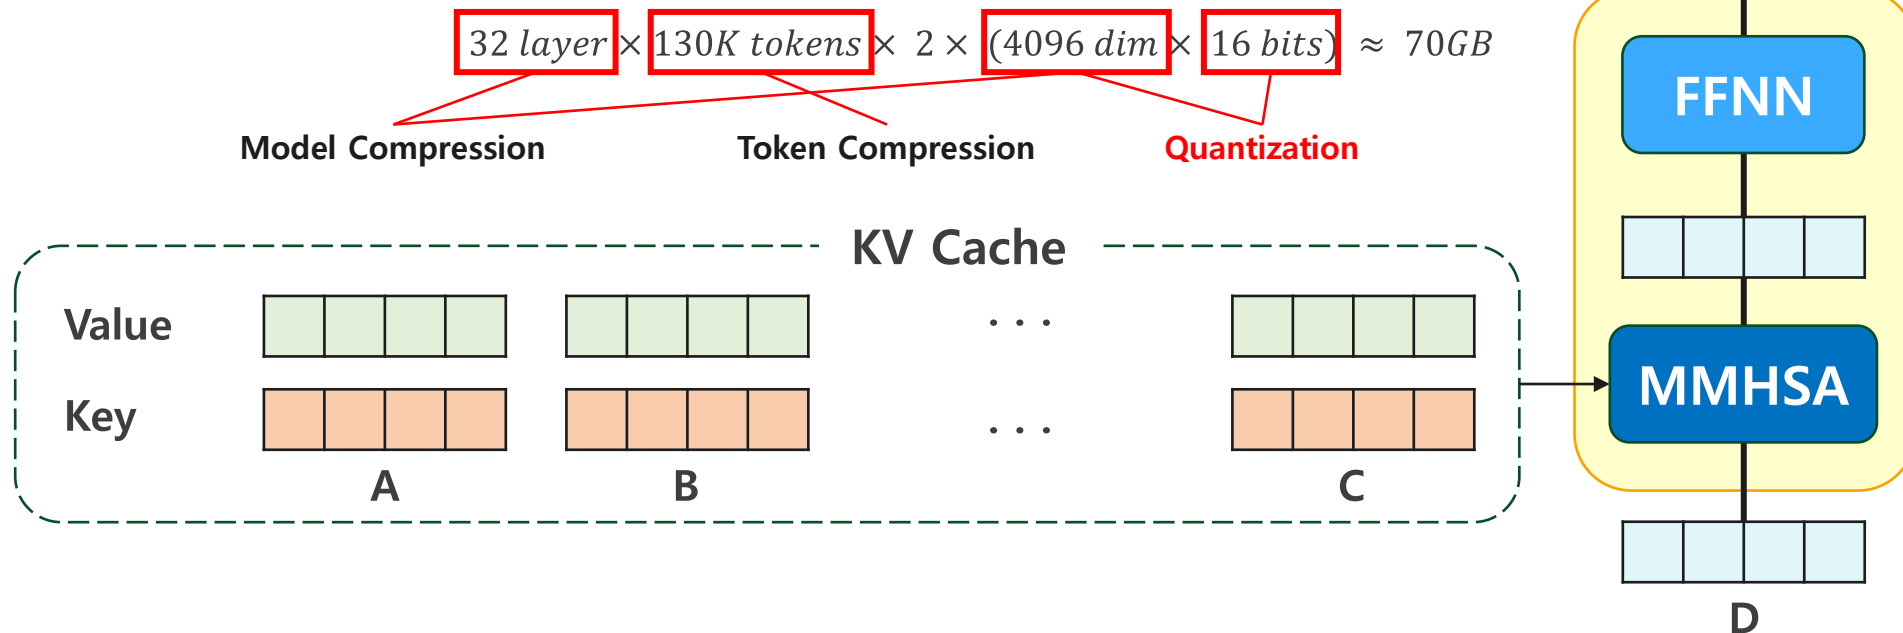 32 layer × 130K tokens × 2 × (4096 dim × 16 bits) ≈ 70GB
FFNN
Model Compression
Token Compression
Quantization
KV Cache
Value
. . .
MMHSA
Key
. . .
A
B
C
D